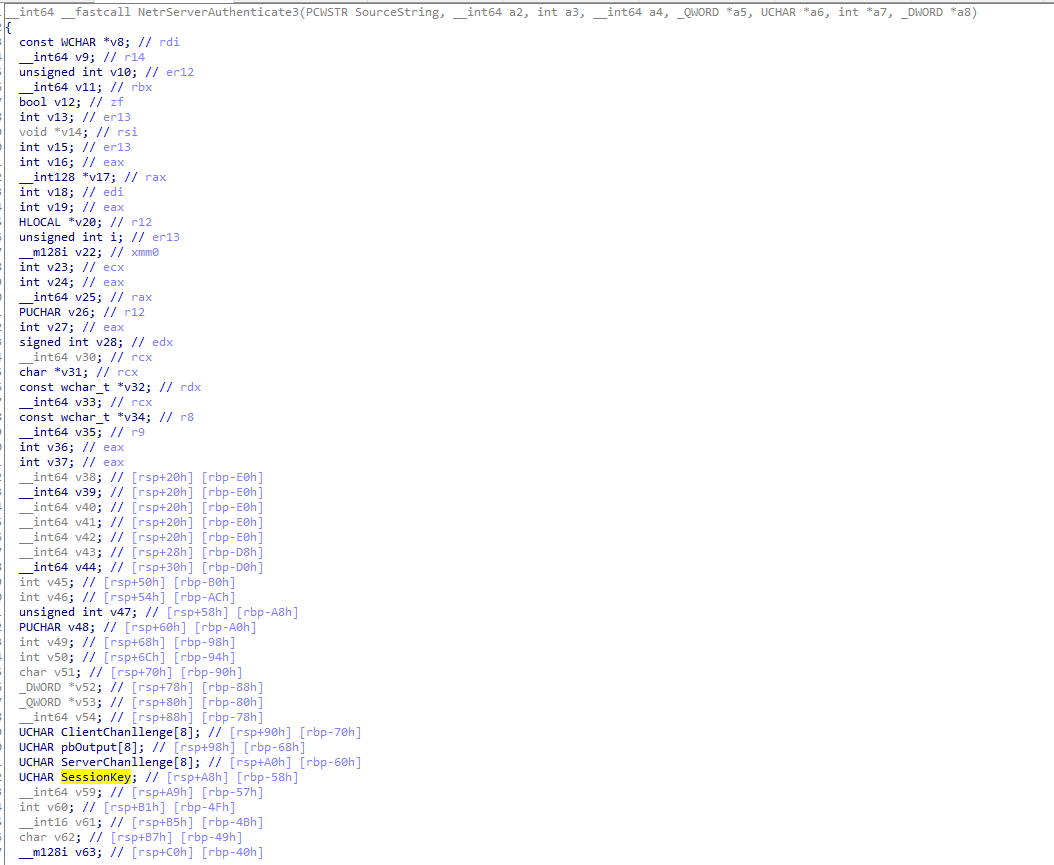 __int64 __fastcall NetrServerAuthenticate3(PCWSTR SourceString, __int64 a2, int a3, __int64 a4, _QWORD *a5, UCHAR *a6, int *a7, _DWORD *a8)
{
const WCHAR *v8; // rdi
__int64 v9; // r14
unsigned int v10; // er12
__int64 v11; // rbx
bool v12; // zf
int v13; // er13
void *v14; // rsi
int v15; // er13
int v16; // eax
__int128 *v17; // rax
int v18; // edi
int v19; // eax
HLOCAL *v20; // r12
unsigned int i; // er13
__m128i v22; // xmm0
int v23; // ecx
int v24; // eax
__int64 v25; // rax
PUCHAR v26; // r12
int v27; // eax
signed int v28; // edx
__int64 v30; // rcx
char *v31; // rcx
const wchar_t *v32; // rdx
__int64 v33; // rcx
const wchar_t *v34; // r8
__int64 v35; // r9
int v36; // eax
int v37; // eax
__int64 v38; // [rsp+20h] [rbp-E0h]
__int64 v39; // [rsp+20h] [rbp-E0h]
__int64 v40; // [rsp+20h] [rbp-E0h]
__int64 v41; // [rsp+20h] [rbp-E0h]
__int64 v42; // [rsp+20h] [rbp-E0h]
__int64 v43; // [rsp+28h] [rbp-D8h]
__int64 v44; // [rsp+30h] [rbp-D0h]
int v45; // [rsp+50h] [rbp-B0h]
int v46; // [rsp+54h] [rbp-ACh]
unsigned int v47; // [rsp+58h] [rbp-A8h]
PUCHAR v48; // [rsp+60h] [rbp-A0h]
int v49; // [rsp+68h] [rbp-98h]
int v50; // [rsp+6Ch] [rbp-94h]
char v51; // [rsp+70h] [rbp-90h]
_DWORD *v52; // [rsp+78h] [rbp-88h]
_QWORD *v53; // [rsp+80h] [rbp-80h]
__int64 v54; // [rsp+88h] [rbp-78h]
UCHAR ClientChanllenge[8]; // [rsp+90h] [rbp-70h]
UCHAR pbOutput[8]; // [rsp+98h] [rbp-68h]
UCHAR ServerChanllenge[8]; // [rsp+A0h] [rbp-60h]
UCHAR SessionKey; // [rsp+A8h] [rbp-58h]
__int64 v59; // [rsp+A9h] [rbp-57h]
int v60; // [rsp+B1h] [rbp-4Fh]
__int16 v61; // [rsp+B5h] [rbp-4Bh]
char v62; // [rsp+B7h] [rbp-49h]
__m128i v63; // [rsp+C0h] [rbp-40h]